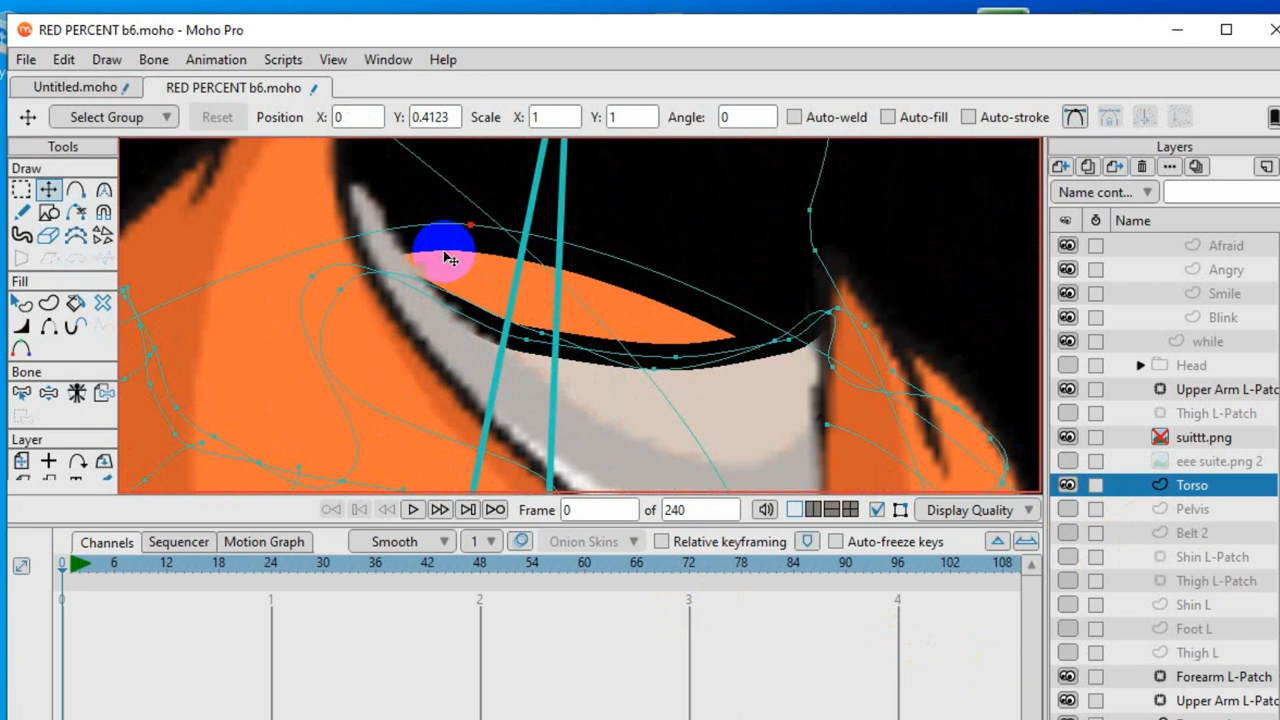 RED PERCENT b6.moho - Moho Pro
File Edit Draw Bone Animation Scripts View Window Help
Untitled.moho RED PERCENT b6.moho
Select Group Reset Position X: 0 Y: 0.4123 Scale X: 1 Y: 1 Angle: 0 Auto-weld Auto-fill Auto-stroke
Tools
Draw
Fill
Bone
Layer
Layers
Name cont...
Name
Afraid
Angry
Smile
Blink
while
Head
Upper Arm L-Patc
Thigh L-Patch
suittt.png
eee suite.png 2
Torso
Pelvis
Belt 2
Shin L-Patch
Thigh L-Patch
Shin L
Foot L
Thigh L
Forearm L-Patch
Upper Arm L-Patc
Frame 0 of 240 Display Quality
Channels Sequencer Motion Graph Smooth 1 Onion Skins Relative keyframing Auto-freeze keys
0 6 12 18 24 30 36 42 48 54 60 66 72 78 84 90 96 102 108
0 1 2 3 4